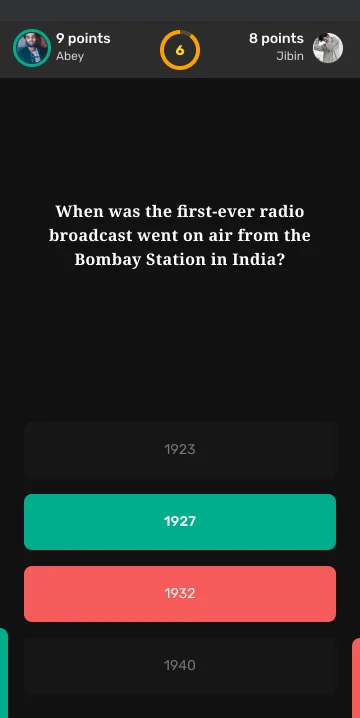 9 points
Abey
6
8 points
Jibin
When was the first-ever radio
broadcast went on air from the
Bombay Station in India?
1923
1927
1932
1940